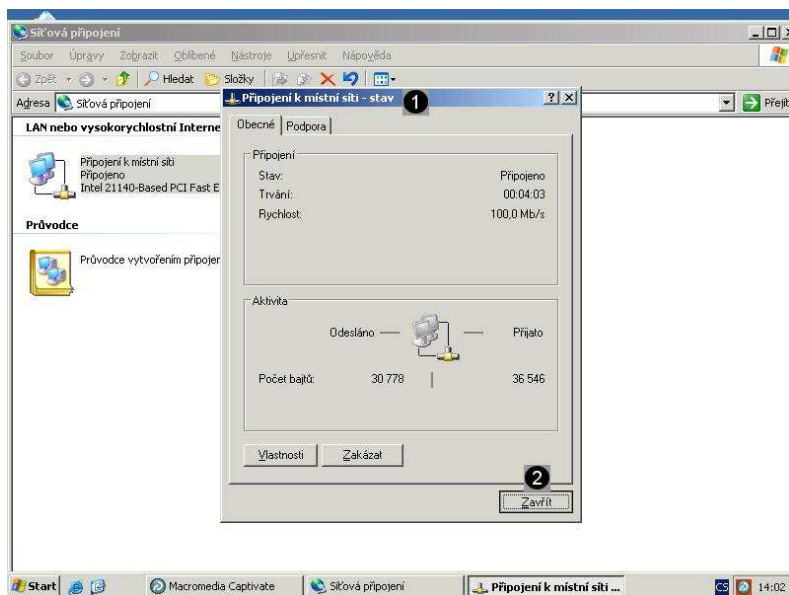 Síťová připojení
Soubor Úpravy Zobrazit Oblíbené Nástroje Upřesnit Nápověda
Zpět Hledat Složky
Adresa Síťová připojení Přejít
LAN nebo vysokorychlostní Interne
Připojení k místní síti
Připojeno
Intel 21140-Based PCI Fast E
Průvodce
Průvodce vytvořením připojen
Připojení k místní síti - stav 1
Obecné Podpora
Připojení
Stav: Připojeno
Trvání: 00:04:03
Rychlost: 100,0 Mb/s
Aktivita
Odesláno Přijato
Počet bajtů: 30 778 36 546
Vlastnosti Zakázat
2
Zavřít
Start Macromedia Captivate Síťová připojení Připojení k místní síti ... CS 14:02